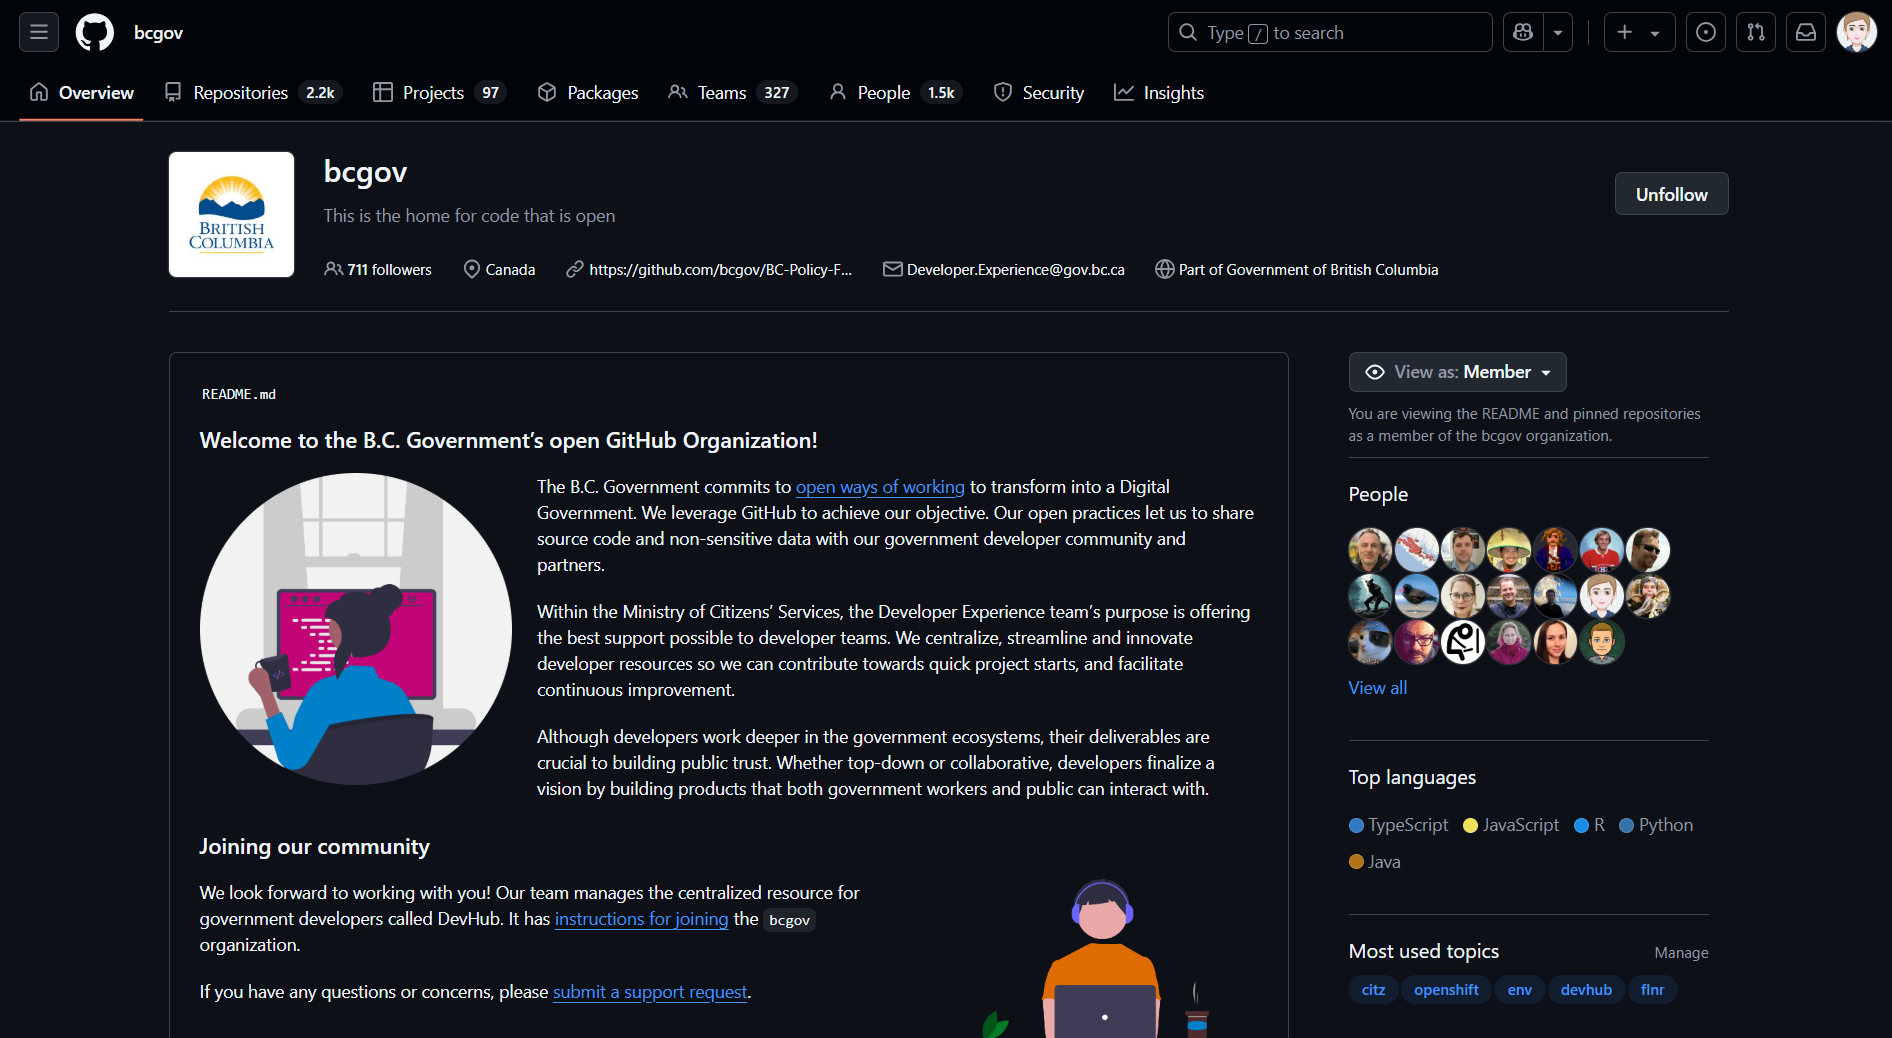 bcgov
Type / to search
Overview
Repositories 2.2k
Projects 97
Packages
Teams 327
People 1.5k
Security
Insights
BRITISH
COLUMBIA
bcgov
This is the home for code that is open
Unfollow
711 followers
Canada
https://github.com/bcgov/BC-Policy-F...
Developer.Experience@gov.bc.ca
Part of Government of British Columbia
README.md
Welcome to the B.C. Government’s open GitHub Organization!
The B.C. Government commits to open ways of working to transform into a Digital
Government. We leverage GitHub to achieve our objective. Our open practices let us to share
source code and non-sensitive data with our government developer community and
partners.
Within the Ministry of Citizens’ Services, the Developer Experience team’s purpose is offering
the best support possible to developer teams. We centralize, streamline and innovate
developer resources so we can contribute towards quick project starts, and facilitate
continuous improvement.
Although developers work deeper in the government ecosystems, their deliverables are
crucial to building public trust. Whether top-down or collaborative, developers finalize a
vision by building products that both government workers and public can interact with.
Joining our community
We look forward to working with you! Our team manages the centralized resource for
government developers called DevHub. It has instructions for joining the bcgov
organization.
If you have any questions or concerns, please submit a support request.
View as: Member
You are viewing the README and pinned repositories
as a member of the bcgov organization.
People
View all
Top languages
TypeScript JavaScript R Python
Java
Most used topics
Manage
citz openshift env devhub flnr